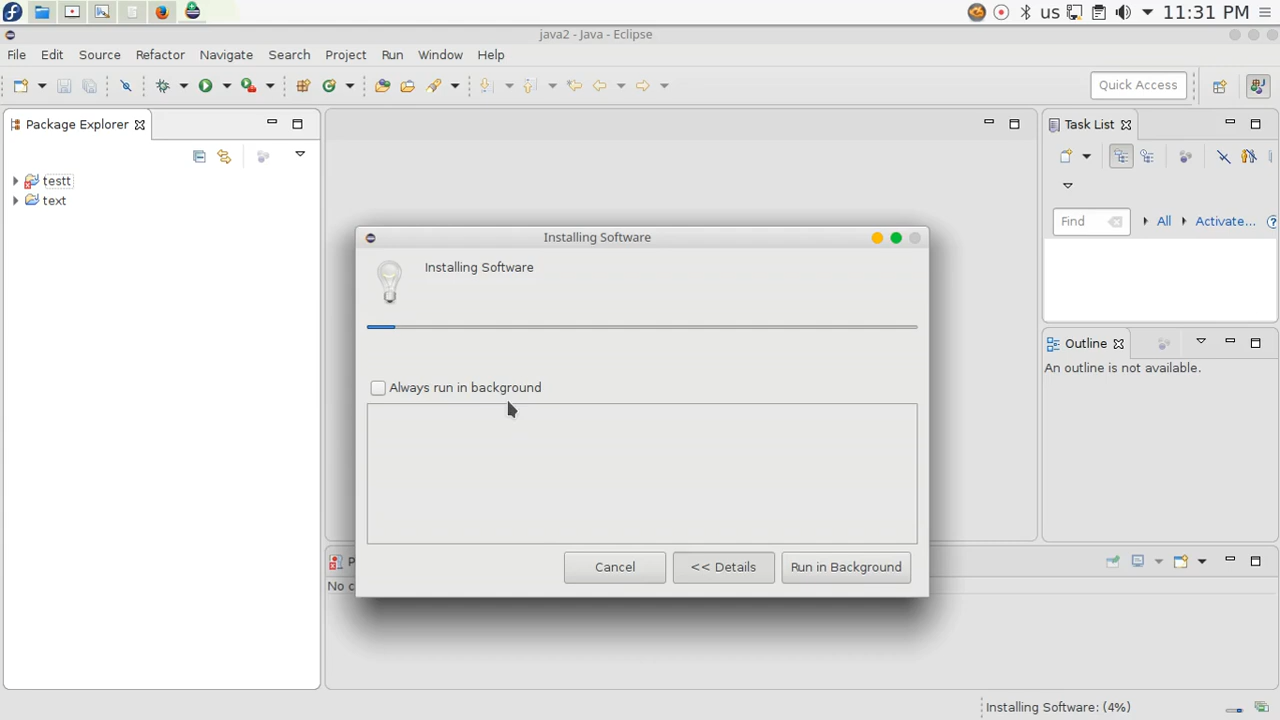 us 11:31 PM
java2 - Java - Eclipse
File Edit Source Refactor Navigate Search Project Run Window Help
Quick Access
Package Explorer
Task List
testt
text
Find All Activate...
Installing Software
Installing Software
Outline
An outline is not available.
Always run in background
Cancel << Details Run in Background
Installing Software: (4%)